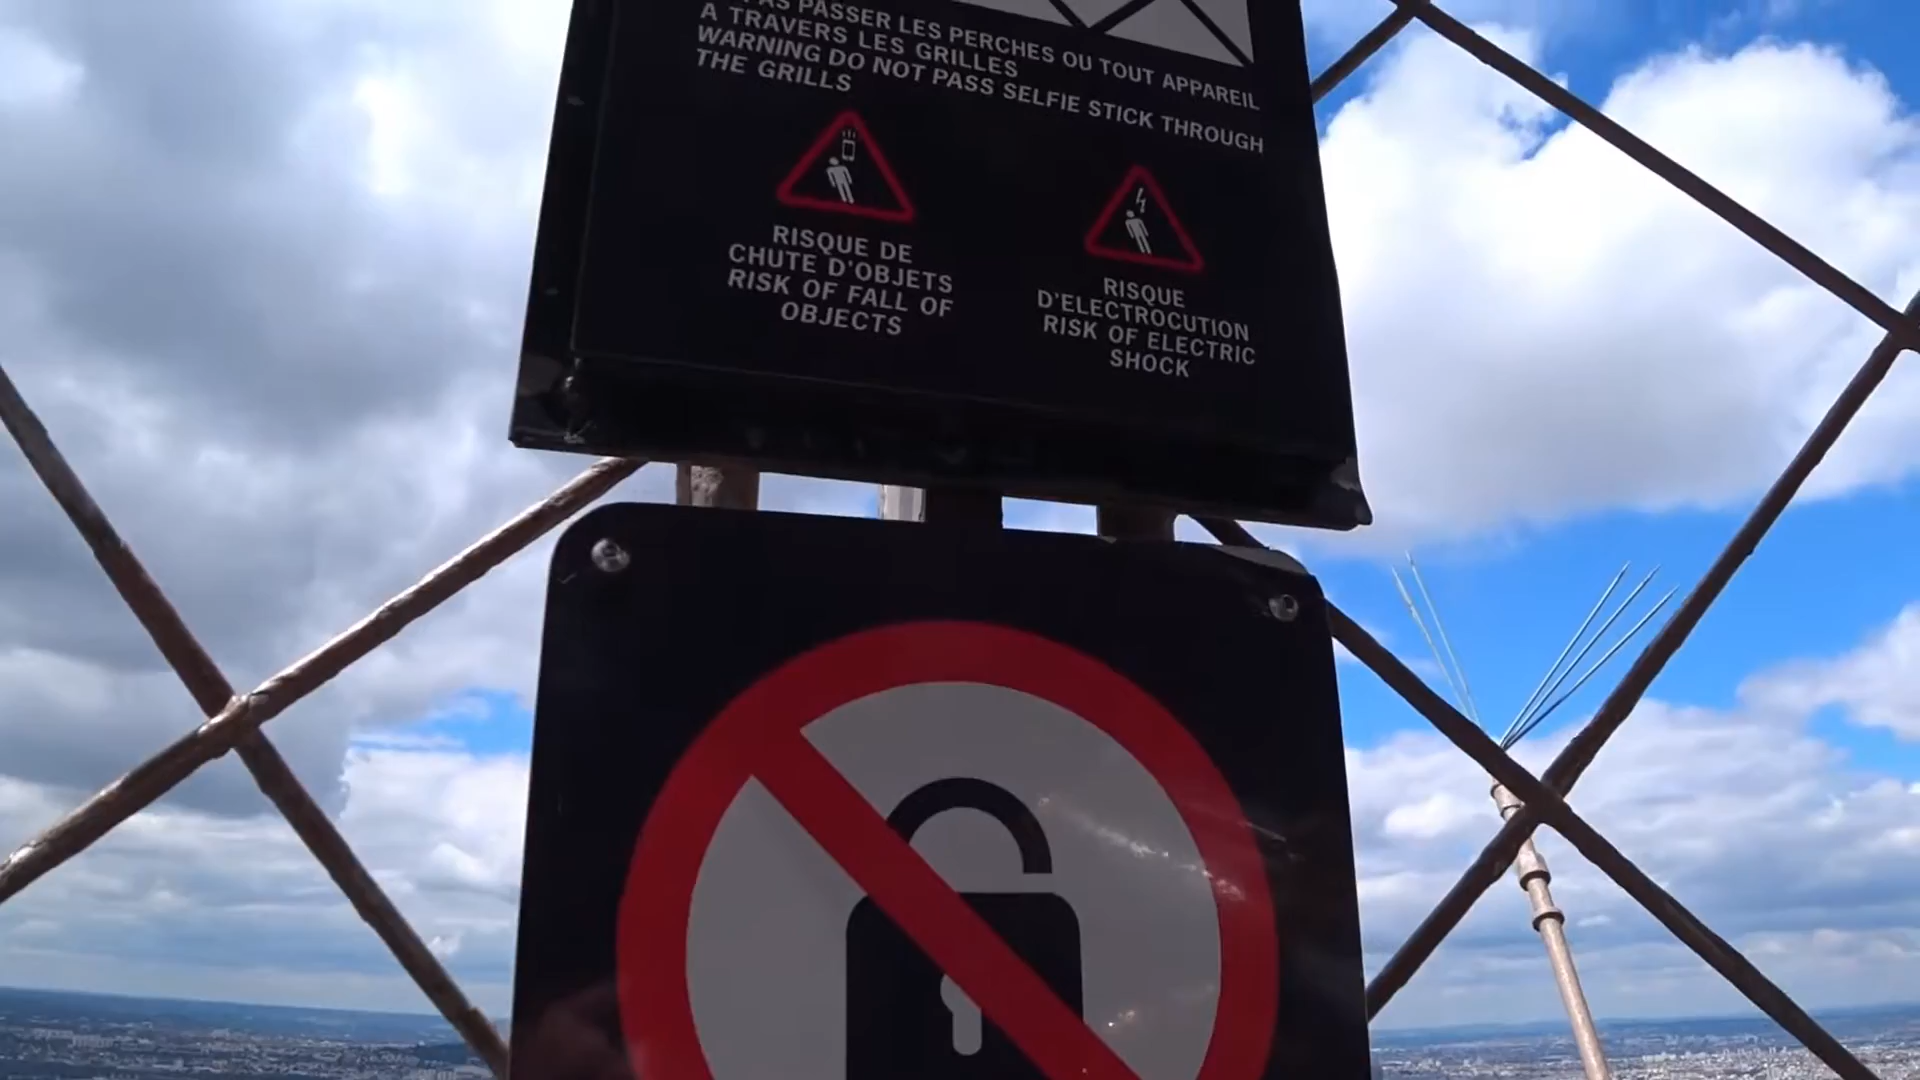 PAS PASSER LES PERCHES OU TOUT APPAREIL
A TRAVERS LES GRILLES
WARNING DO NOT PASS SELFIE STICK THROUGH
THE GRILLS
RISQUE DE
CHUTE D'OBJETS
RISK OF FALL OF
OBJECTS
RISQUE
D'ELECTROCUTION
RISK OF ELECTRIC
SHOCK